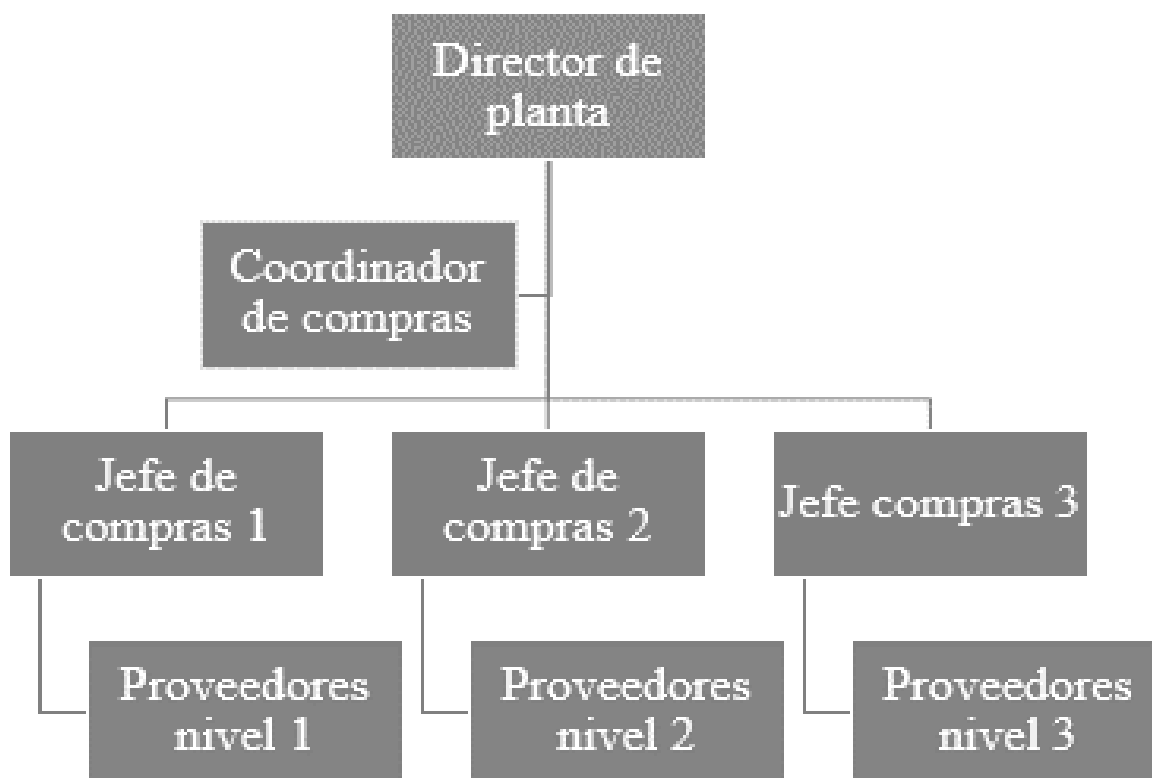 Director de
planta
Coordinador
de compras
Jefe de
compras 1
Jefe de
compras 2
Jefe compras 3
Proveedores
nivel 1
Proveedores
nivel 2
Proveedores
nivel 3